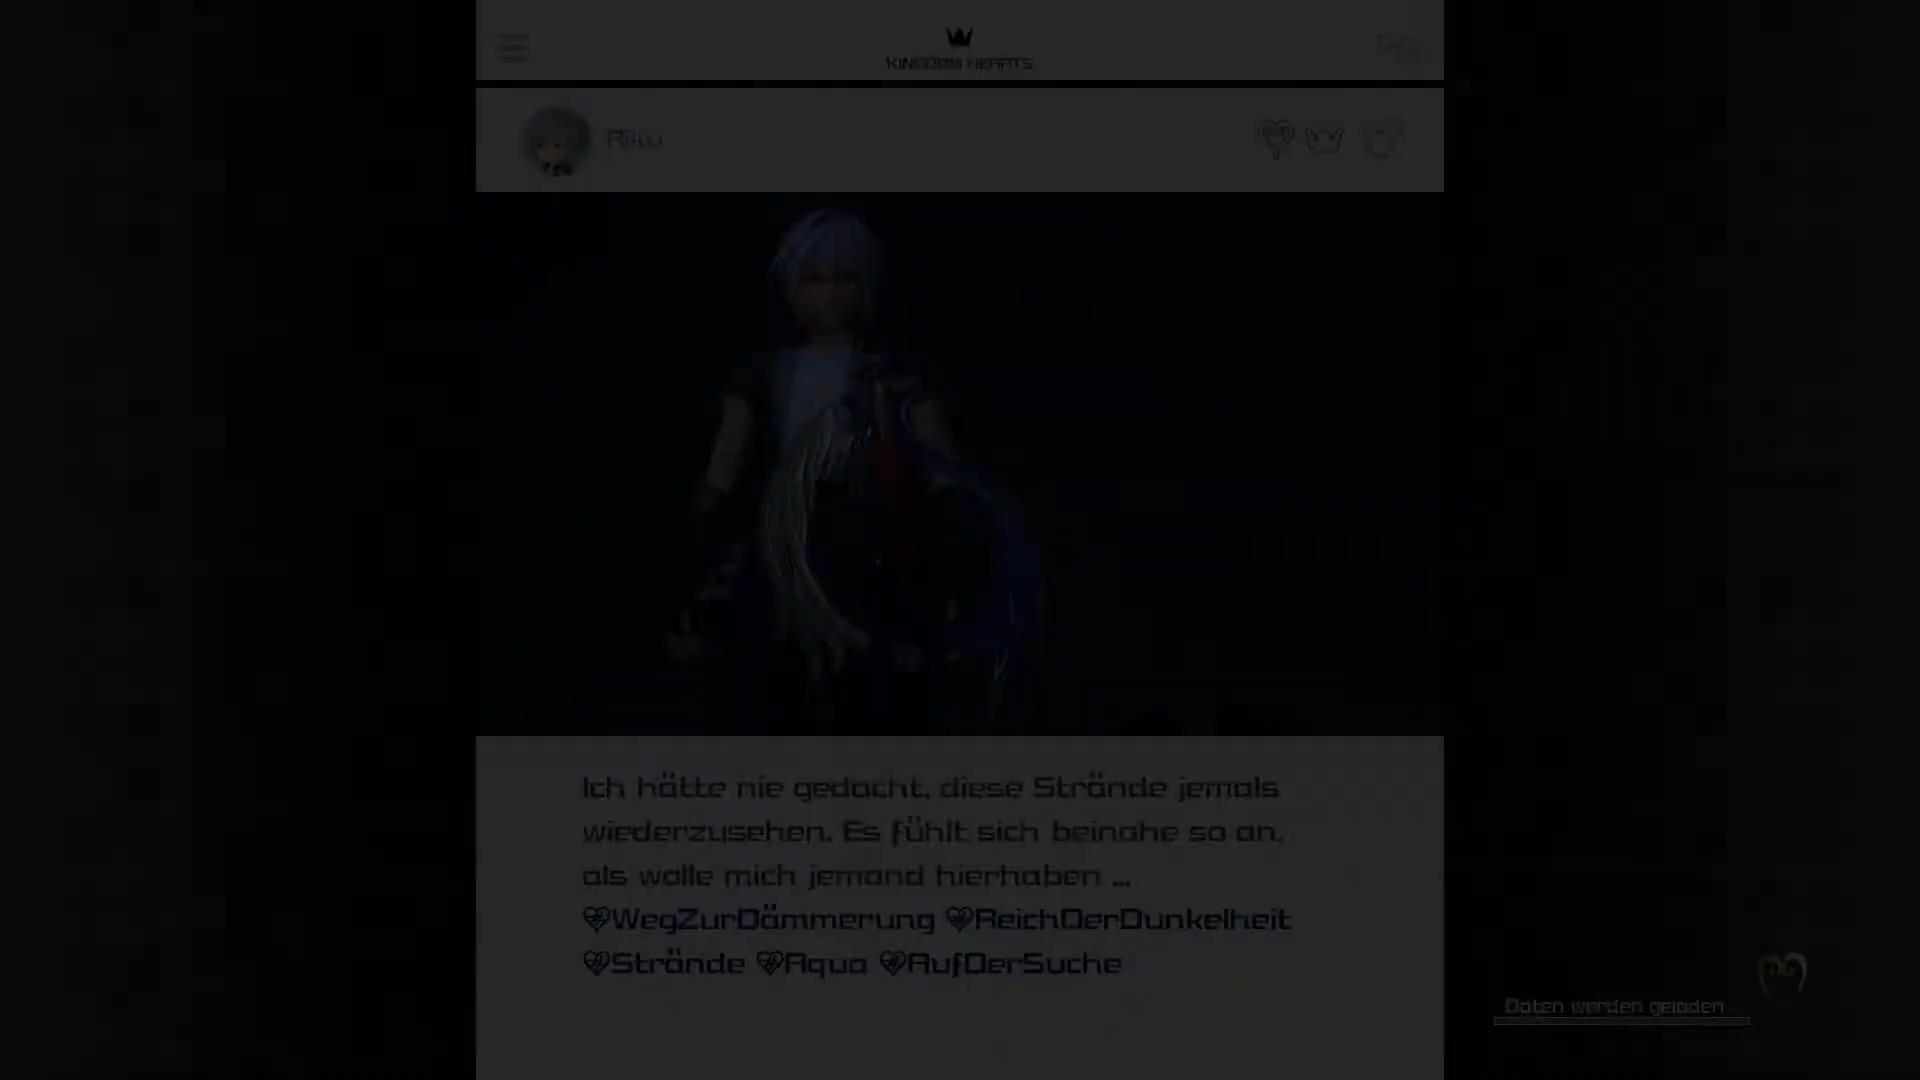 KINGDOM HEARTS
Riku
Ich hätte nie gedacht, diese Strände jemals
wiederzusehen. Es fühlt sich beinahe so an,
als wolle mich jemand hierhaben ...
WegZurDämmerung ReichDerDunkelheit
Strände Aqua AufDerSuche
Daten werden geladen